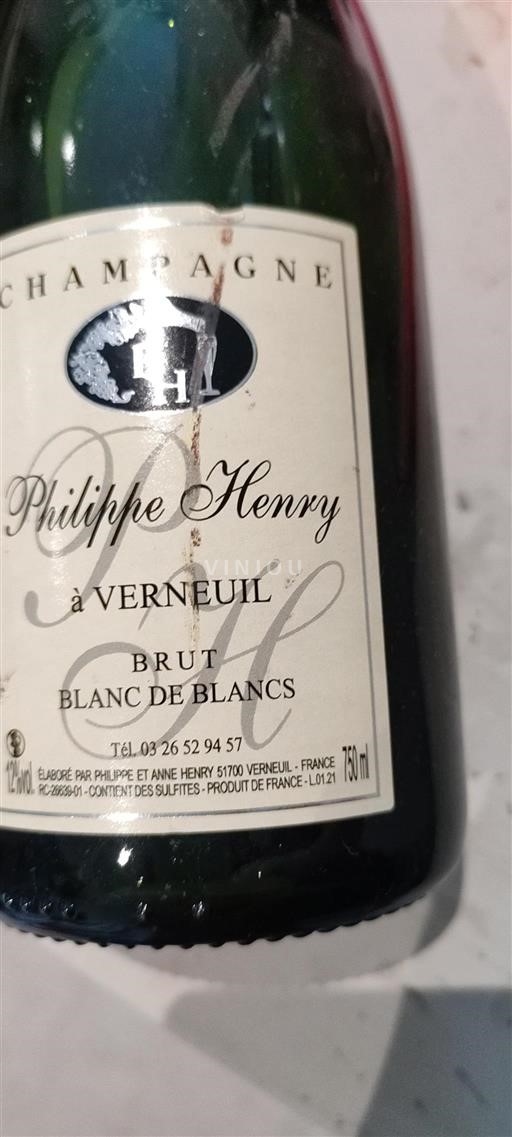 CHAMPAGNE
PH
Philippe Henry
VINIOU
à VERNEUIL
BRUT
BLANC DE BLANCS
Tél. 03 26 52 94 57
12%vol.
ÉLABORÉ PAR PHILIPPE ET ANNE HENRY 51700 VERNEUIL - FRANCE
RC-26639-01 - CONTIENT DES SULFITES - PRODUIT DE FRANCE - L.01.21
750 ml